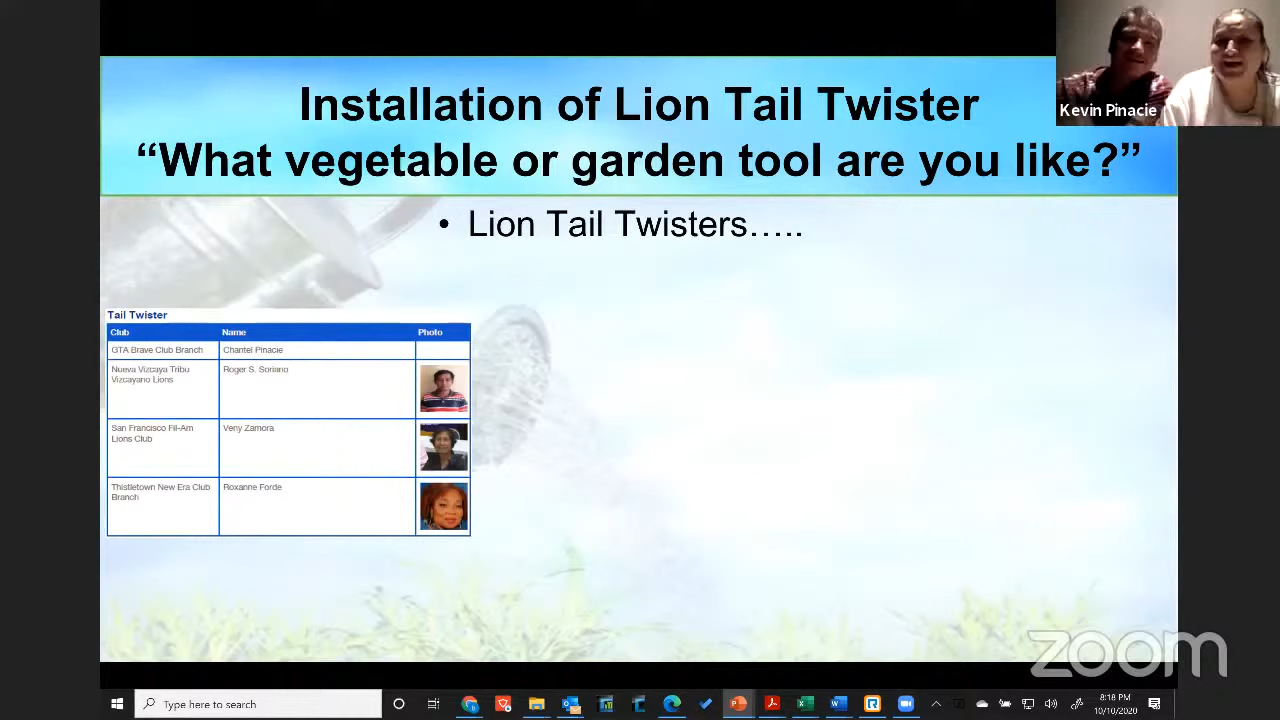 Installation of Lion Tail Twister
“What vegetable or garden tool are you like?”
Kevin Pinacie
• Lion Tail Twisters…..
Tail Twister
Club Name Photo
GTA Brave Club Branch Chantel Pinacie
Nueva Vizcaya Tribu Roger S. Soriano
Vizcayano Lions
San Francisco Fil-Am Veny Zamora
Lions Club
Thistletown New Era Club Roxanne Forde
Branch
zoom
Type here to search
8:18 PM
10/10/2020